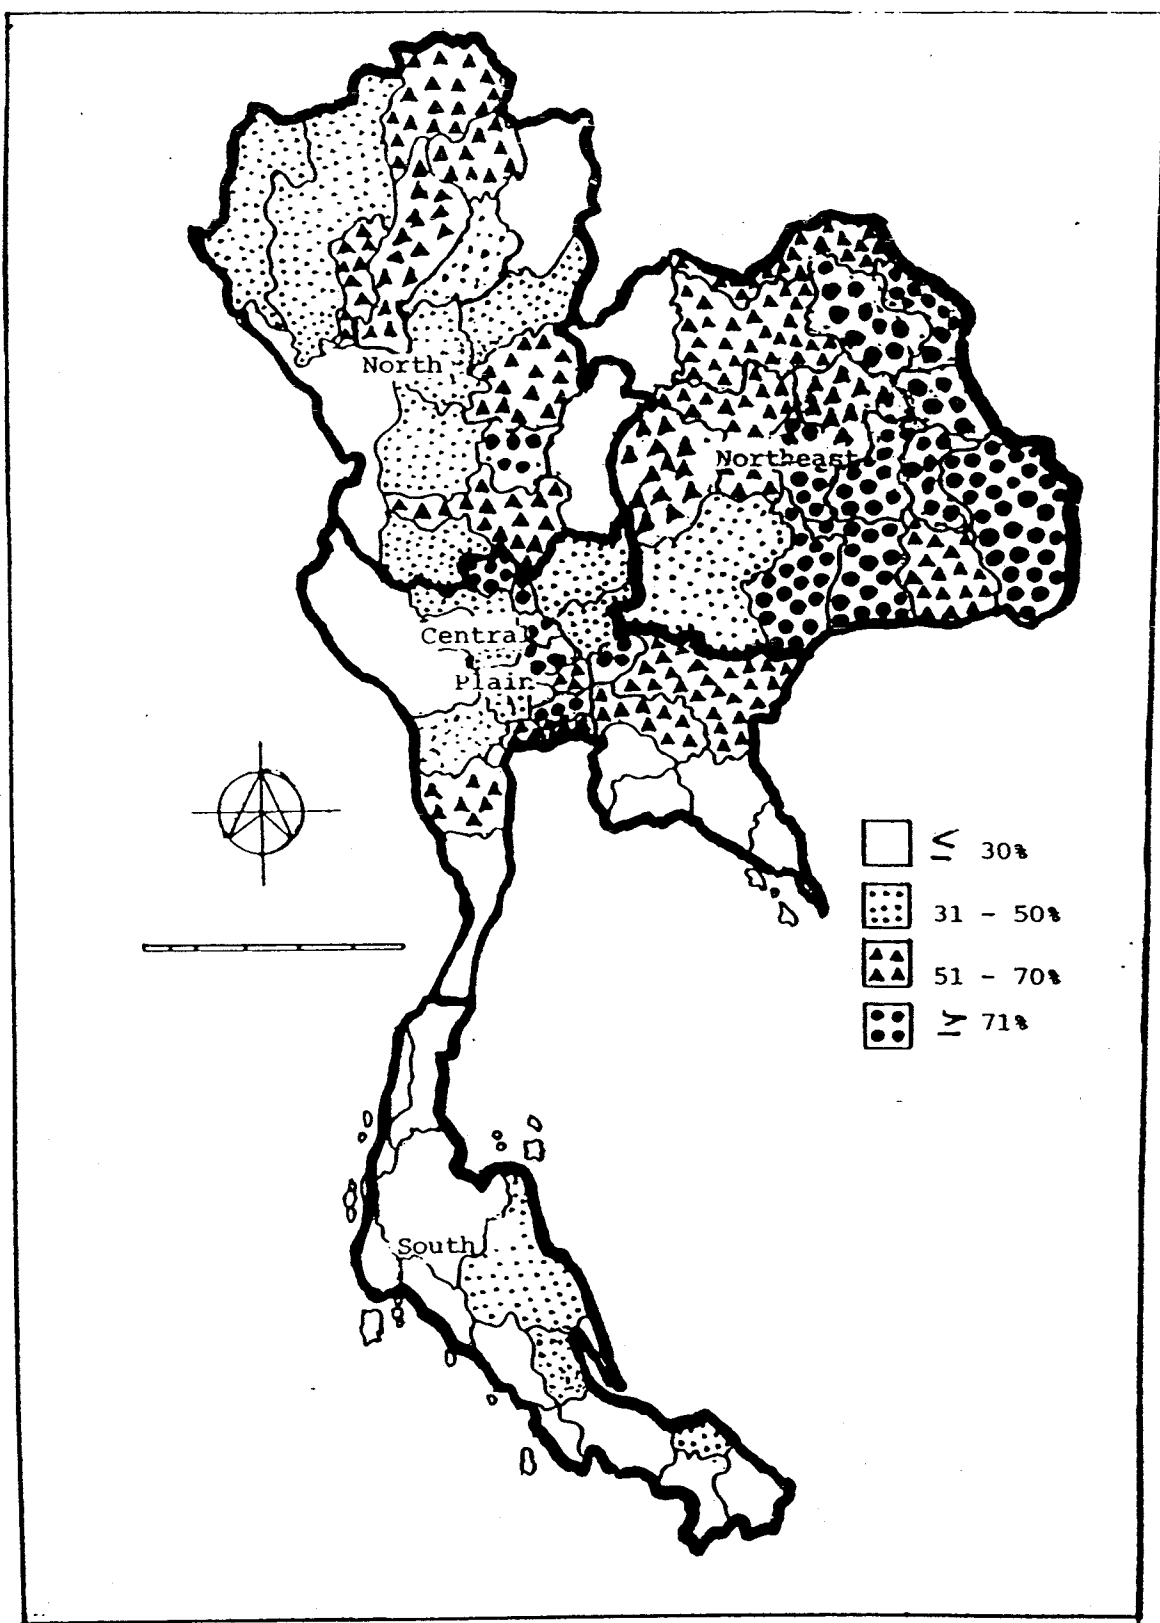 North
Northeast
Central
Plain
≤ 30%
31 - 50%
51 - 70%
≥ 71%
South